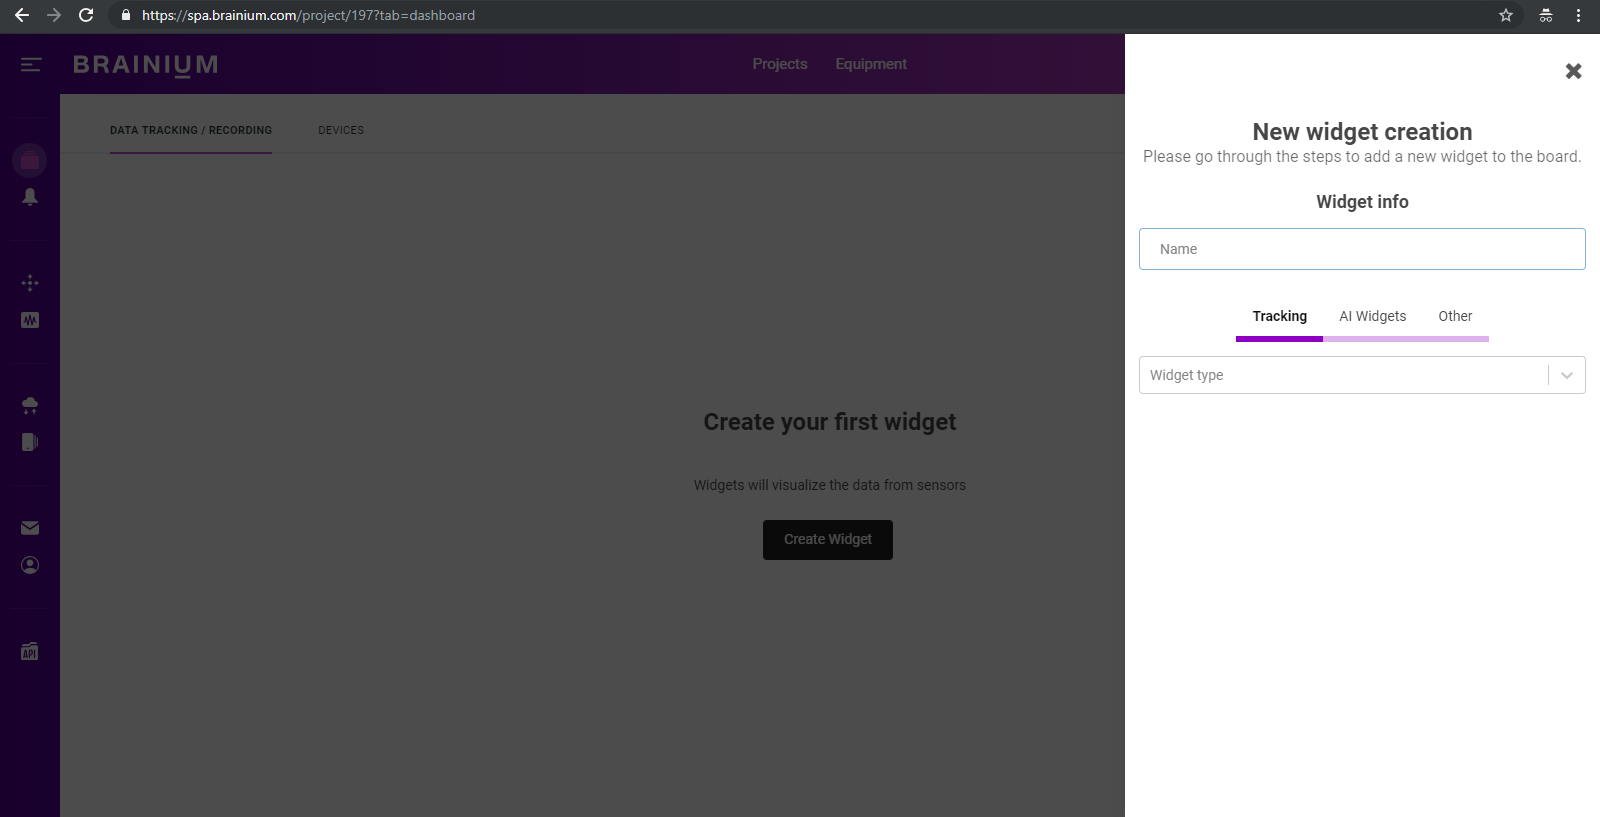 https://spa.brainium.com/project/197?tab=dashboard
BRAINIUM
Projects
Equipment
DATA TRACKING / RECORDING
DEVICES
Create your first widget
Widgets will visualize the data from sensors
Create Widget
API
New widget creation
Please go through the steps to add a new widget to the board.
Widget info
Name
Tracking
AI Widgets
Other
Widget type